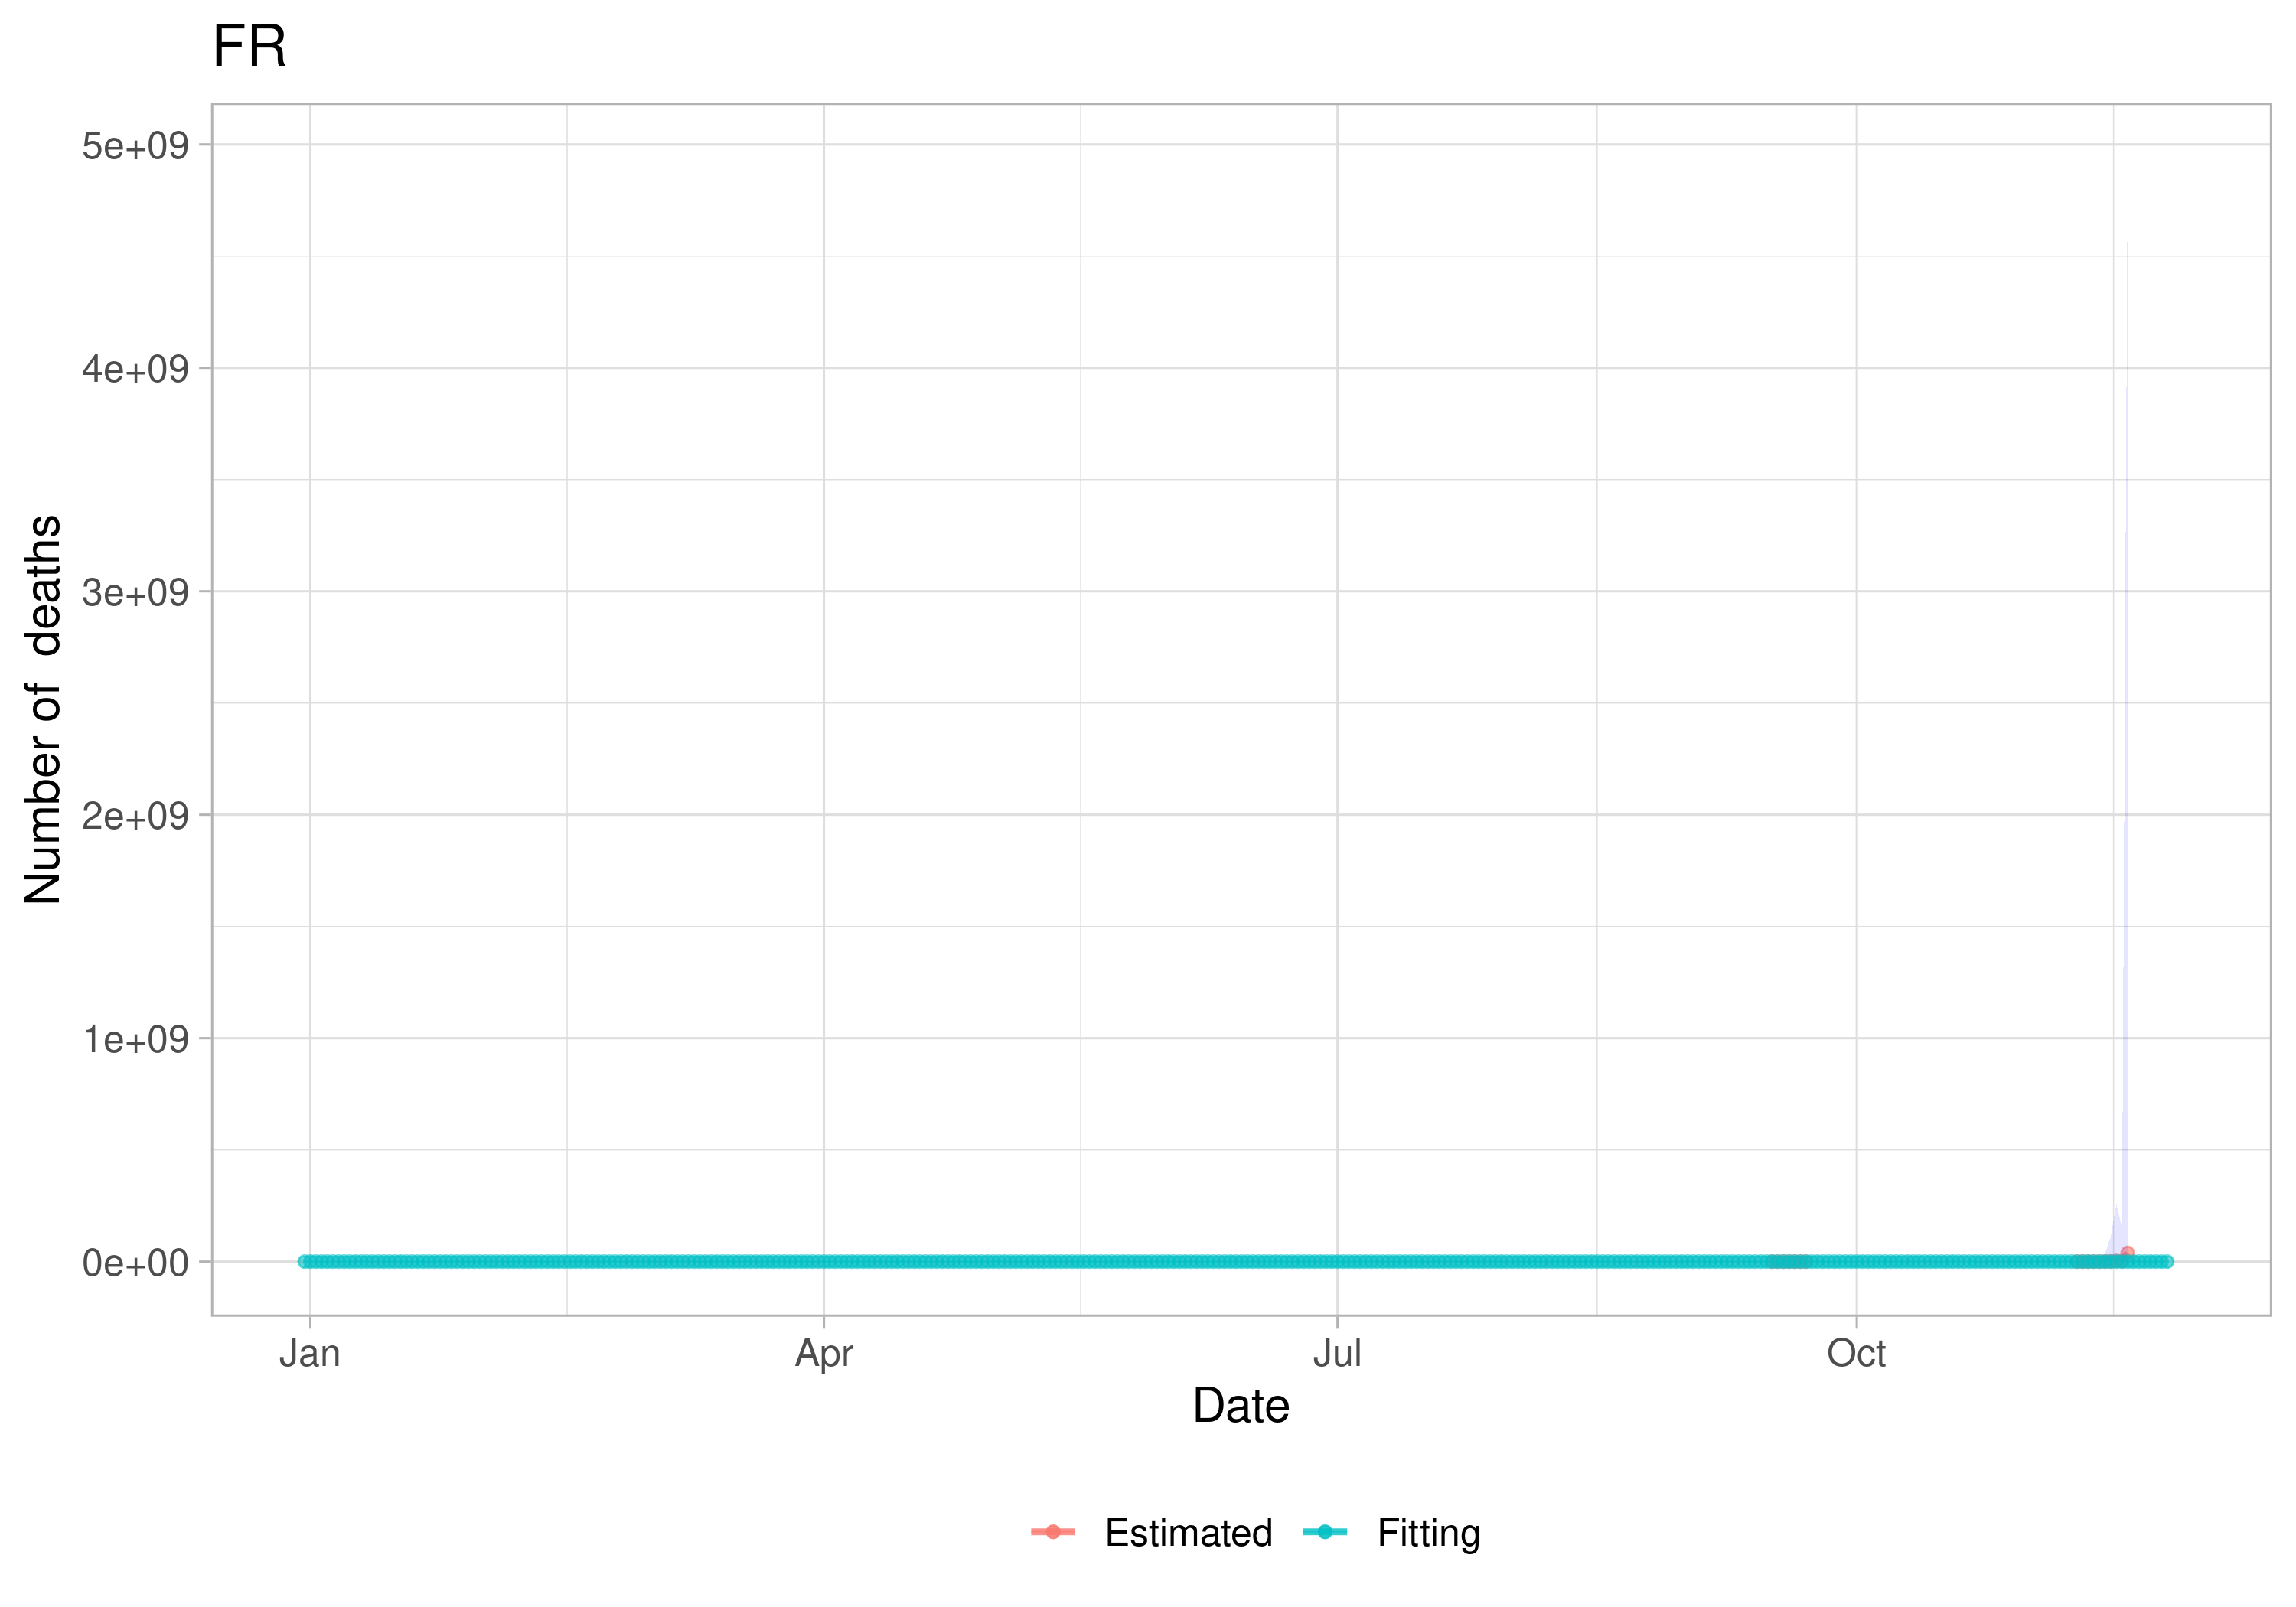 FR
5e+09
4e+09
3e+09
2e+09
1e+09
0e+00
Number of deaths
Jan Apr Jul Oct
Date
Estimated Fitting